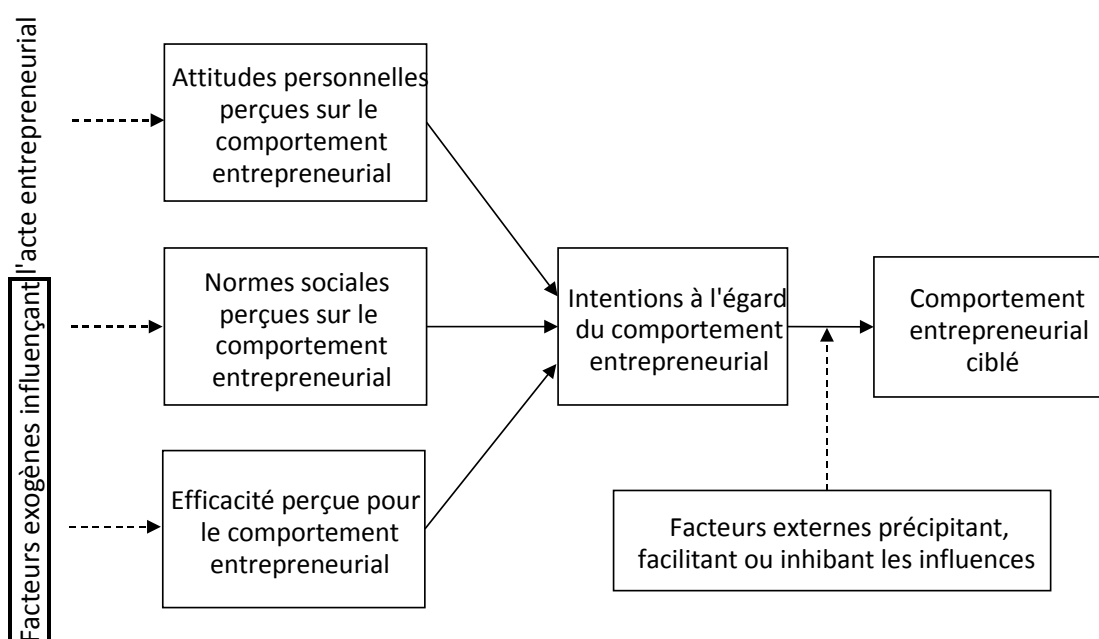 Facteurs exogènes influençant l'acte entrepreneurial
Attitudes personnelles
perçues sur le
comportement
entrepreneurial
Normes sociales
perçues sur le
comportement
entrepreneurial
Efficacité perçue pour
le comportement
entrepreneurial
Intentions à l'égard
du comportement
entrepreneurial
Comportement
entrepreneurial
ciblé
Facteurs externes précipitant,
facilitant ou inhibant les influences